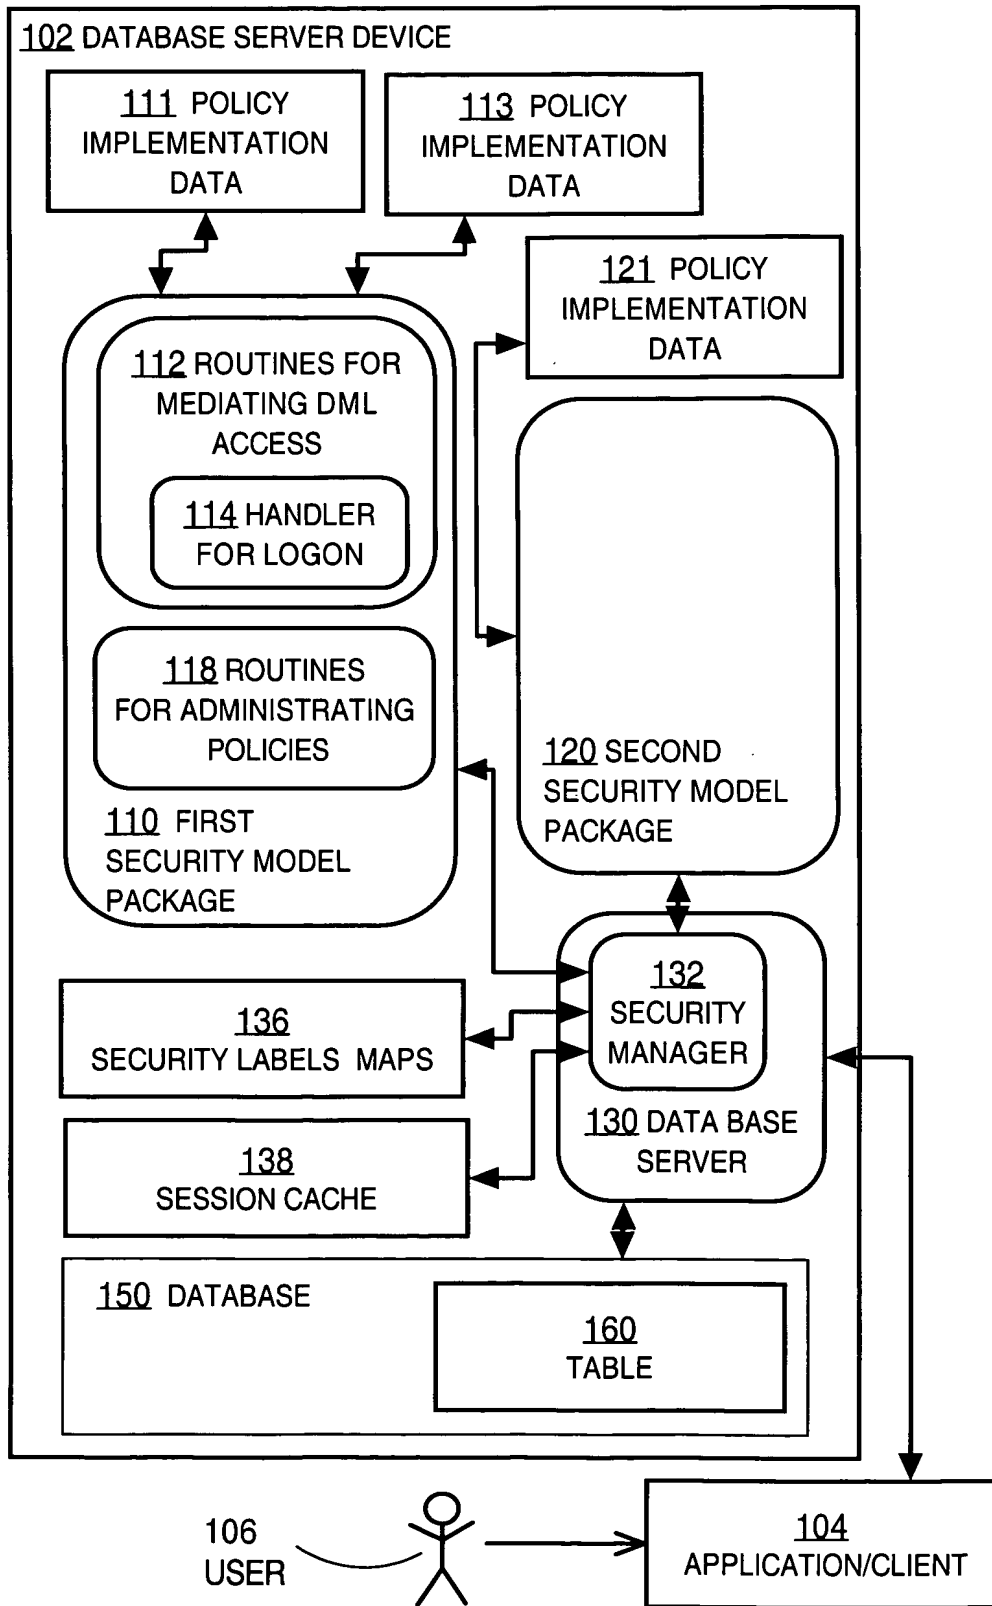 102 DATABASE SERVER DEVICE
111 POLICY
IMPLEMENTATION
DATA
113 POLICY
IMPLEMENTATION
DATA
121 POLICY
IMPLEMENTATION
DATA
112 ROUTINES FOR
MEDIATING DML
ACCESS
114 HANDLER
FOR LOGON
118 ROUTINES
FOR ADMINISTRATING
POLICIES
110 FIRST
SECURITY MODEL
PACKAGE
120 SECOND
SECURITY MODEL
PACKAGE
132
SECURITY
MANAGER
130 DATA BASE
SERVER
136
SECURITY LABELS MAPS
138
SESSION CACHE
150 DATABASE
160
TABLE
106
USER
104
APPLICATION/CLIENT